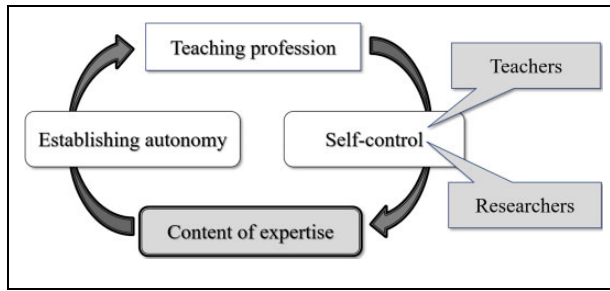 Teaching profession
Teachers
Establishing autonomy
Self-control
Researchers
Content of expertise